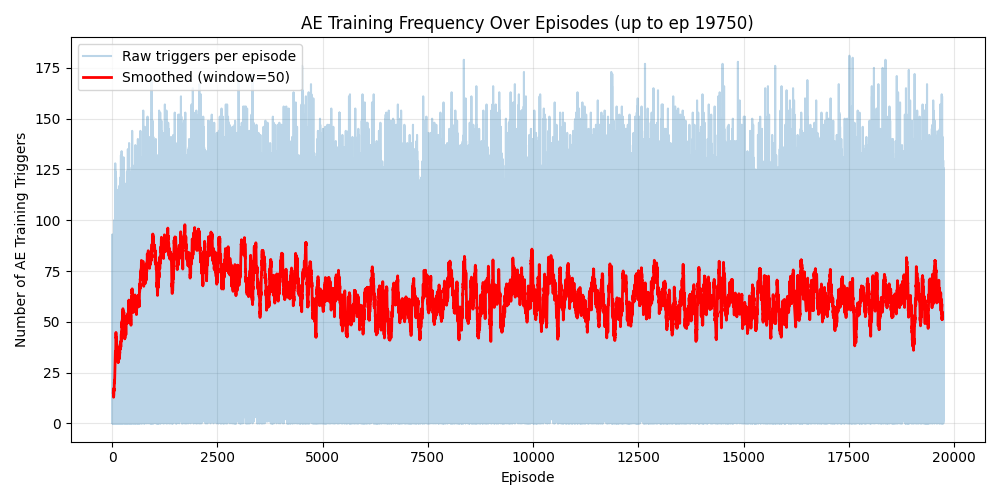 AE Training Frequency Over Episodes (up to ep 19750)
Raw triggers per episode
Smoothed (window=50)
Number of AE Training Triggers
175
150
125
100
75
50
25
0
0 2500 5000 7500 10000 12500 15000 17500 20000
Episode